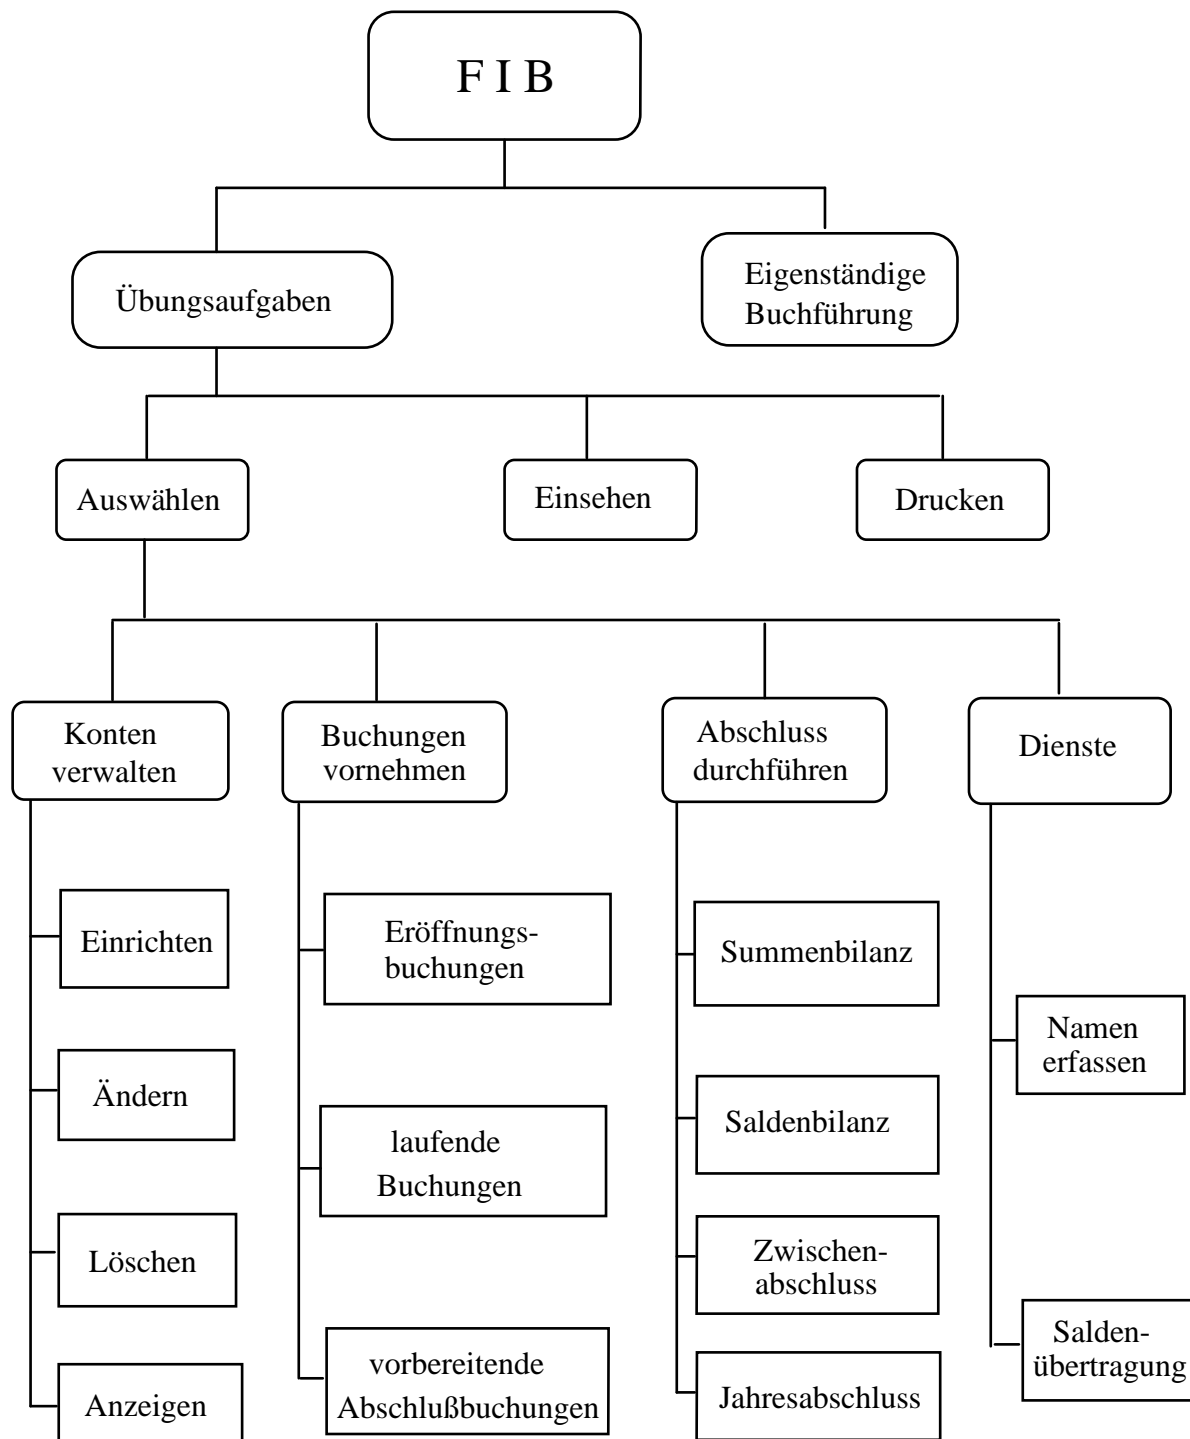 F I B
Übungsaufgaben
Eigenständige
Buchführung
Auswählen
Einsehen
Drucken
Konten
verwalten
Buchungen
vornehmen
Abschluss
durchführen
Dienste
Einrichten
Ändern
Löschen
Anzeigen
Eröffnungs-
buchungen
laufende
Buchungen
vorbereitende
Abschlußbuchungen
Summenbilanz
Saldenbilanz
Zwischen-
abschluss
Jahresabschluss
Namen
erfassen
Salden-
übertragung